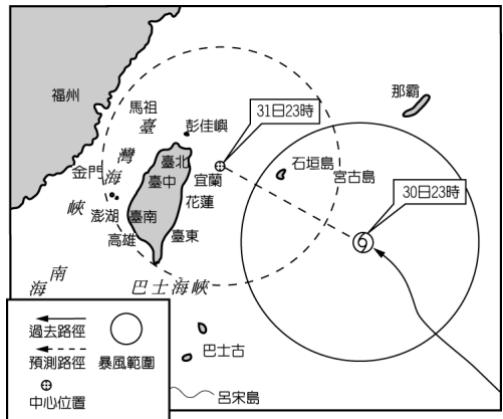 福州
馬祖
臺灣海峽
彭佳嶼
31日23時
那霸
金門
臺北
臺中
宜蘭
石垣島
宮古島
澎湖
臺南
花蓮
30日23時
高雄
臺東
巴士海峽
南海
過去路徑
預測路徑
暴風範圍
中心位置
巴士古
呂宋島